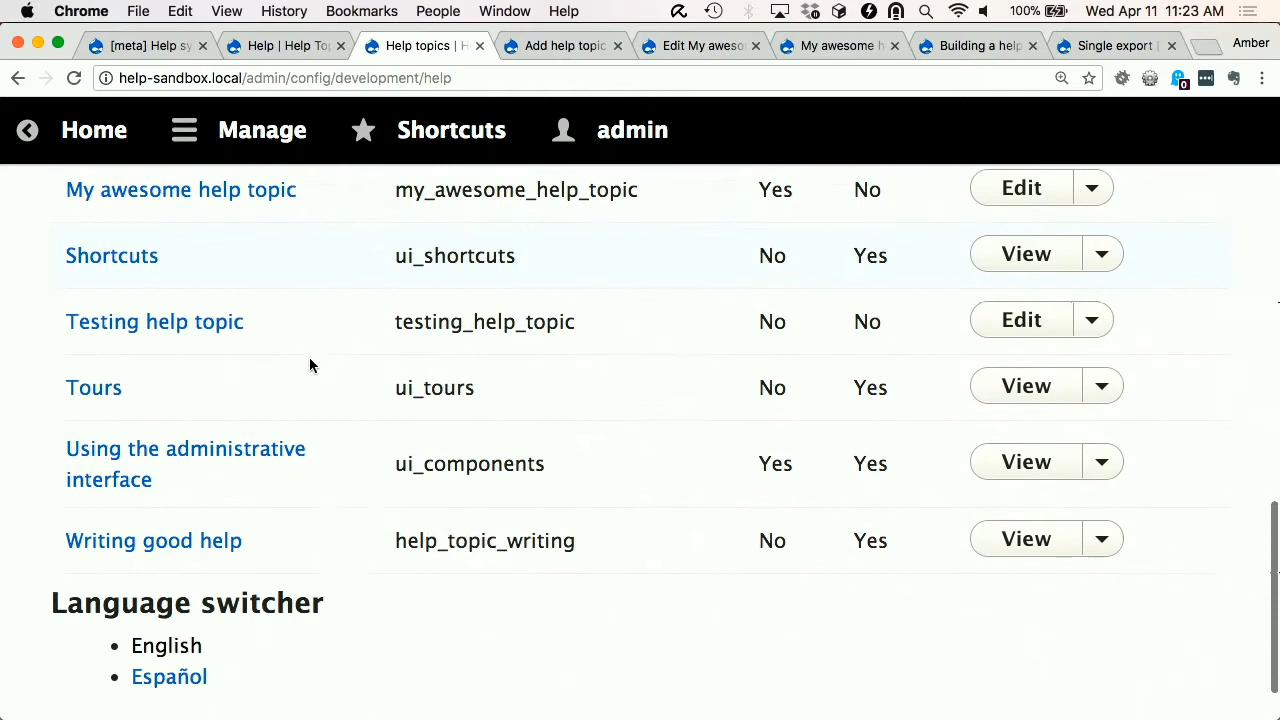 Chrome File Edit View History Bookmarks People Window Help 100% Wed Apr 11 11:23 AM
[meta] Help sy Help | Help To Help topics | H Add help topic Edit My aweso My awesome h Building a help Single export | Amber
help-sandbox.local/admin/config/development/help 0
Home Manage Shortcuts admin
My awesome help topic my_awesome_help_topic Yes No Edit
Shortcuts ui_shortcuts No Yes View
Testing help topic testing_help_topic No No Edit
Tours ui_tours No Yes View
Using the administrative
interface ui_components Yes Yes View
Writing good help help_topic_writing No Yes View
Language switcher
English
Español